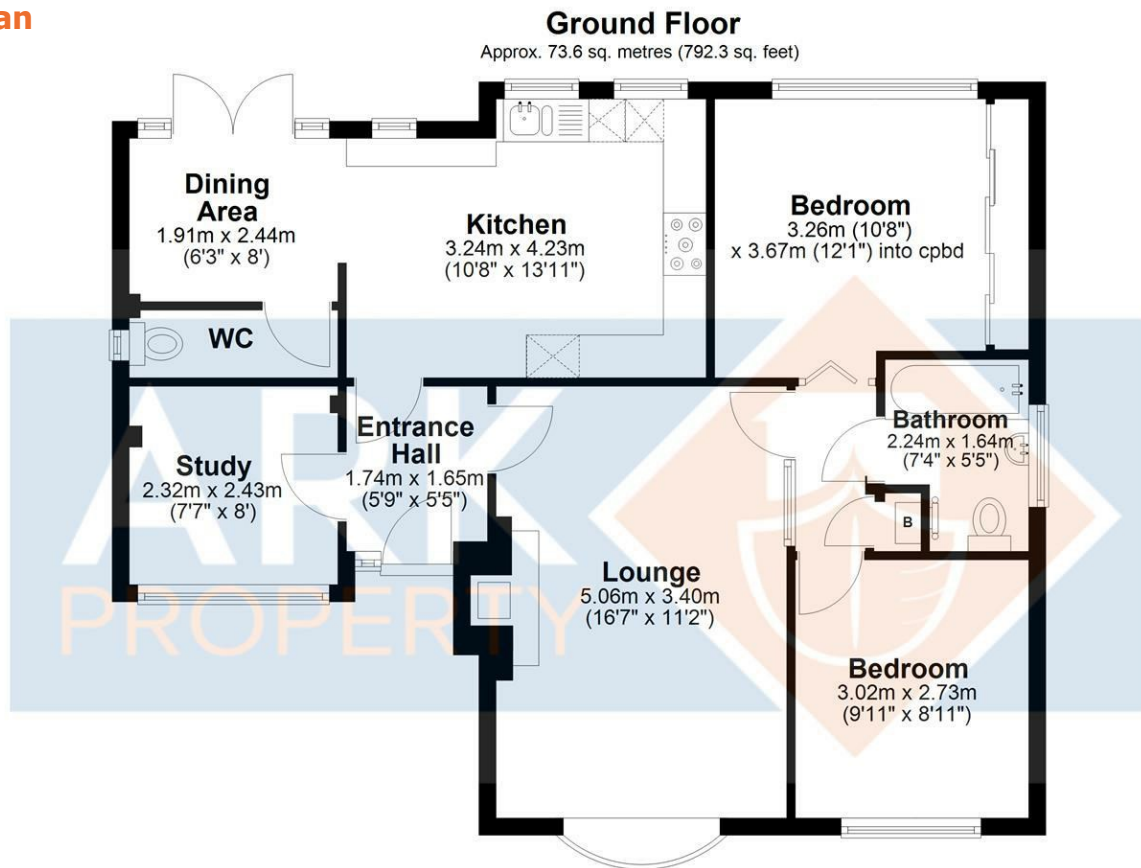 an
Ground Floor
Approx. 73.6 sq. metres (792.3 sq. feet)
Dining
Area
1.91m x 2.44m
(6'3" x 8')
Kitchen
3.24m x 4.23m
(10'8" x 13'11")
Bedroom
3.26m (10'8")
x 3.67m (12'1") into cpbd
WC
Entrance
Hall
1.74m x 1.65m
(5'9" x 5'5")
Bathroom
2.24m x 1.64m
(7'4" x 5'5")
Study
2.32m x 2.43m
(7'7" x 8')
B
Lounge
5.06m x 3.40m
(16'7" x 11'2")
Bedroom
3.02m x 2.73m
(9'11" x 8'11")
ARK
PROPERTY